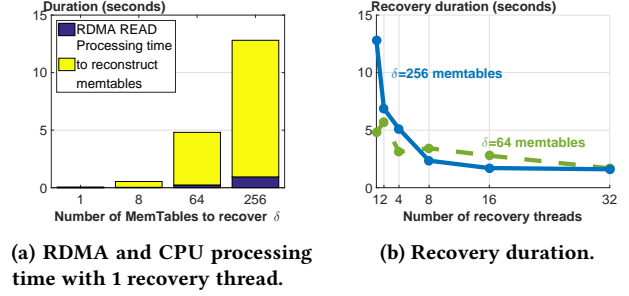 Duration (seconds)
15
10
5
0
RDMA READ
Processing time
to reconstruct
memtables
1
8
64
256
Number of MemTables to recover δ
(a) RDMA and CPU processing
time with 1 recovery thread.
Recovery duration (seconds)
15
10
5
0
δ=256 memtables
δ=64 memtables
1 2 4 8 16 32
Number of recovery threads
(b) Recovery duration.